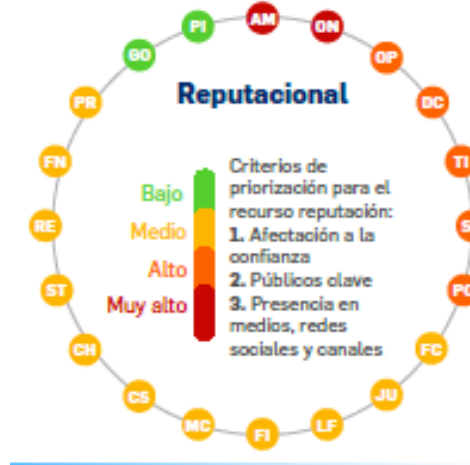 AM
ON
OP
DC
TI
PO
FC
JU
LF
FI
MC
CS
CH
ST
RE
FN
PR
GO
PI
Reputacional
Bajo
Medio
Alto
Muy alto
Criterios de
priorización para el
recurso reputación:
1. Afectación a la
confianza
2. Públicos clave
3. Presencia en
medios, redes
sociales y canales